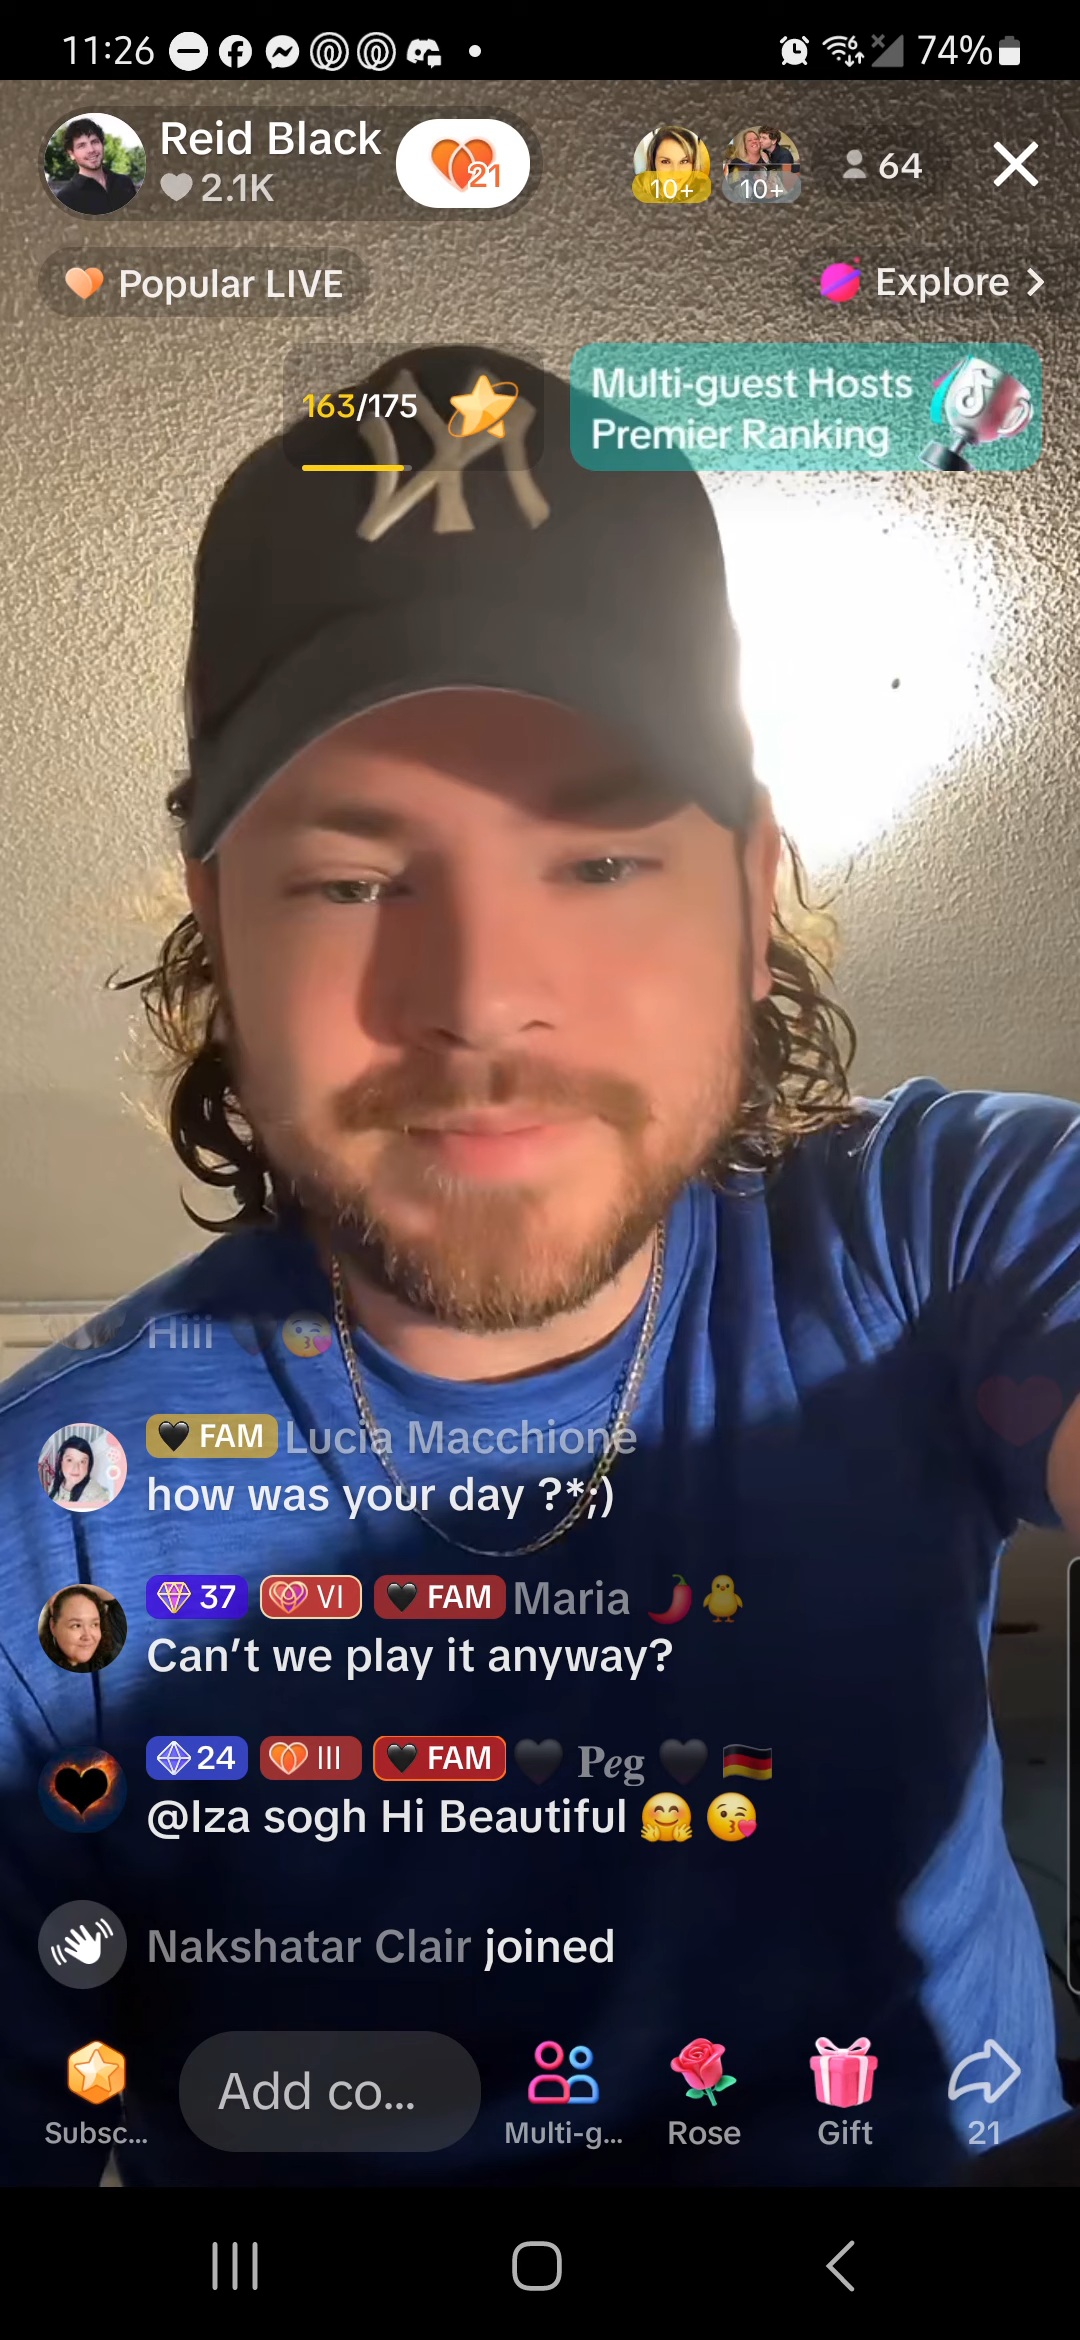 11:26
74%
Reid Black
2.1K
21
10+
10+
64
Popular LIVE
Explore
163/175
Multi-guest Hosts
Premier Ranking
NY
Hiii 🖤😘
🖤 FAM Lucia Macchione
how was your day ?*;)
37 VI 🖤 FAM Maria 🌶️🐥
Can't we play it anyway?
24 III 🖤 FAM 🖤 Peg 🖤 🇩🇪
@Iza sogh Hi Beautiful 🤗 😘
Nakshatar Clair joined
Add co...
Subsc...
Multi-g...
Rose
Gift
21